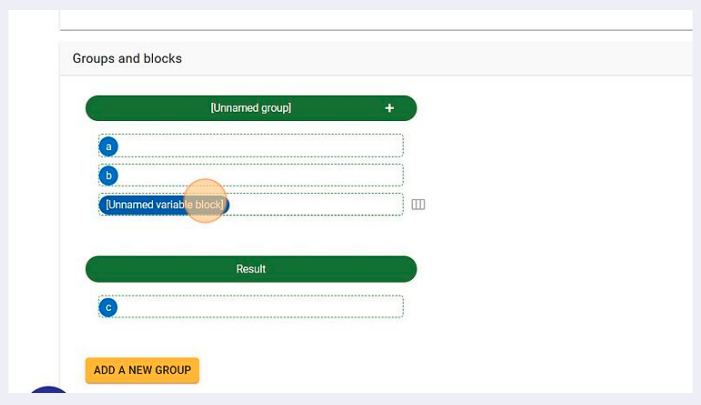 Groups and blocks
[Unnamed group] +
a
b
[Unnamed variable block]
Result
c
ADD A NEW GROUP